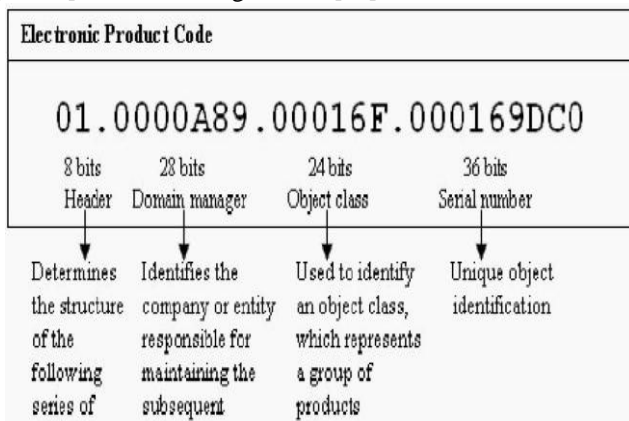 Electronic Product Code
01.0000A89.00016F.000169DC0
8 bits 28 bits 24 bits 36 bits
Header Domain manager Object class Serial number
Determines the structure of the following series of
Identifies the company or entity responsible for maintaining the subsequent
Used to identify an object class, which represents a group of products
Unique object identification